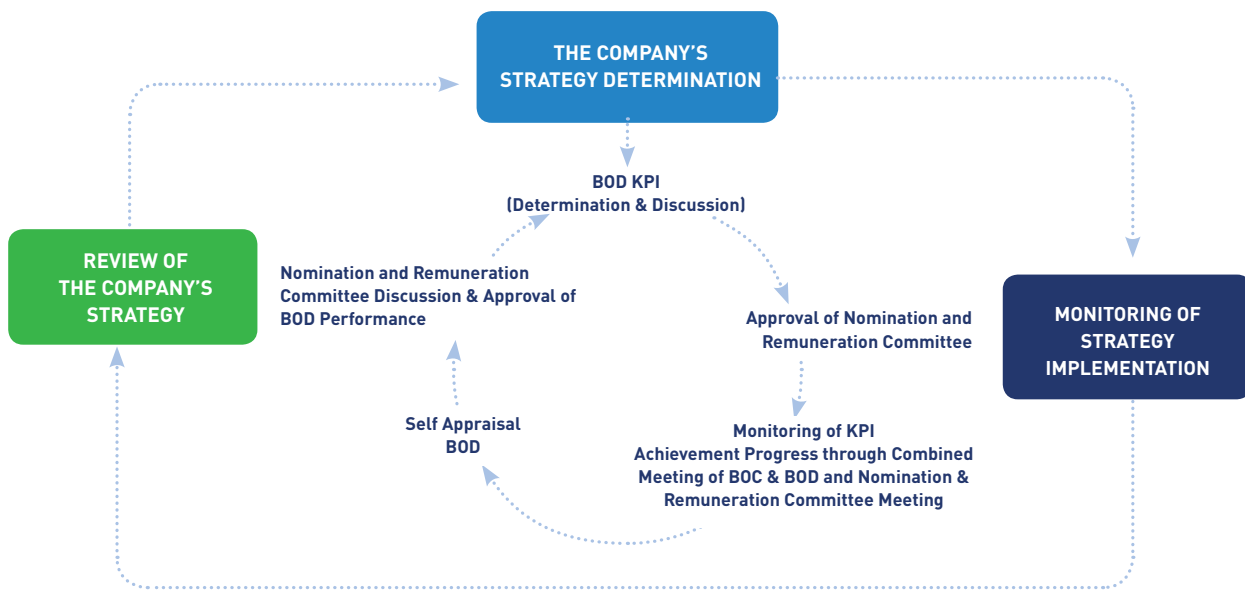 THE COMPANY'S
STRATEGY DETERMINATION
BOD KPI
(Determination & Discussion)
REVIEW OF
THE COMPANY'S
STRATEGY
Nomination and Remuneration
Committee Discussion & Approval of
BOD Performance
Approval of Nomination and
Remuneration Committee
MONITORING OF
STRATEGY
IMPLEMENTATION
Self Appraisal
BOD
Monitoring of KPI
Achievement Progress through Combined
Meeting of BOC & BOD and Nomination &
Remuneration Committee Meeting